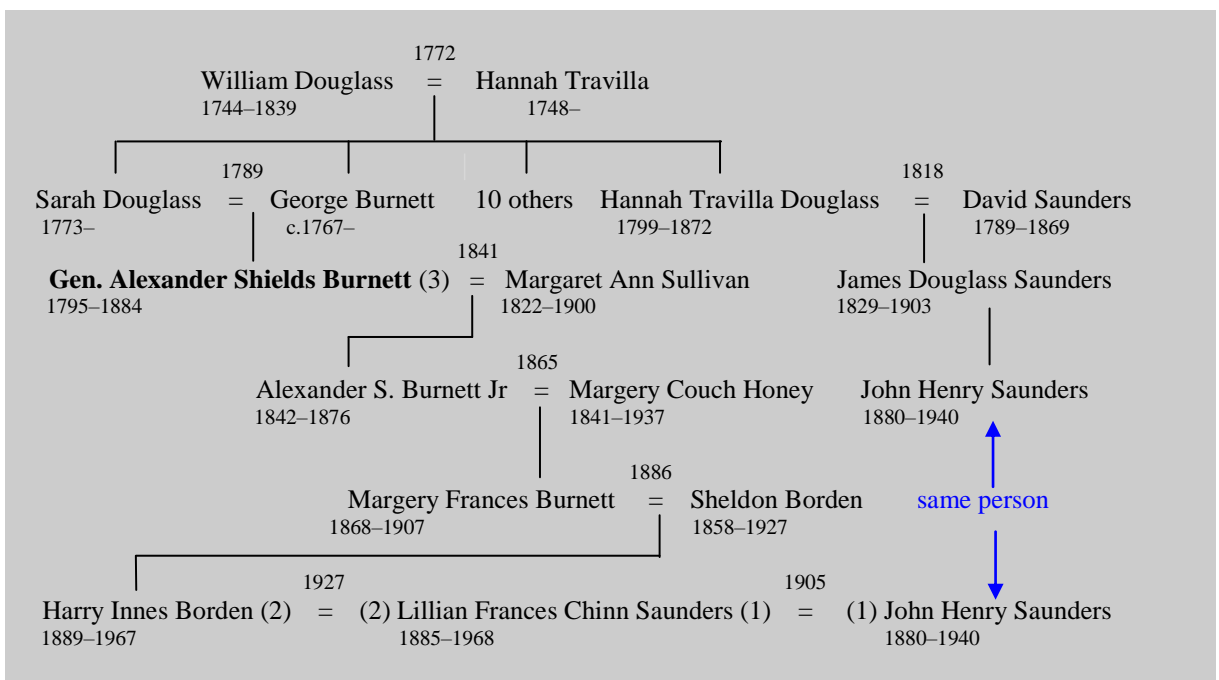 1772
William Douglass = Hannah Travilla
1744–1839 1748–
1789 1818
Sarah Douglass = George Burnett 10 others Hannah Travilla Douglass = David Saunders
1773– c.1767– 1799–1872 1789–1869
1841
Gen. Alexander Shields Burnett (3) = Margaret Ann Sullivan James Douglass Saunders
1795–1884 1822–1900 1829–1903
1865
Alexander S. Burnett Jr = Margery Couch Honey John Henry Saunders
1842–1876 1841–1937 1880–1940
1886
Margery Frances Burnett = Sheldon Borden same person
1868–1907 1858–1927
1927 1905
Harry Innes Borden (2) = (2) Lillian Frances Chinn Saunders (1) = (1) John Henry Saunders
1889–1967 1885–1968 1880–1940